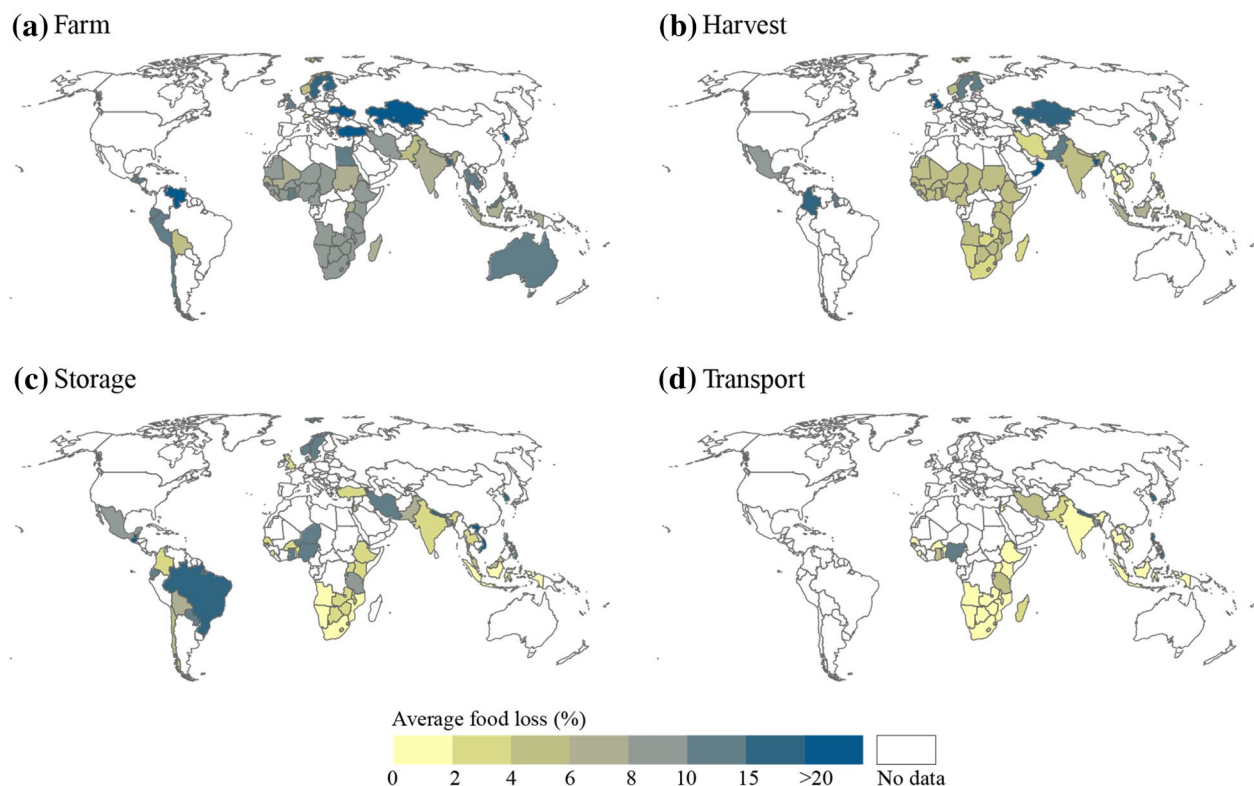 (a) Farm
(b) Harvest
(c) Storage
(d) Transport
Average food loss (%)
0 2 4 6 8 10 15 >20 No data